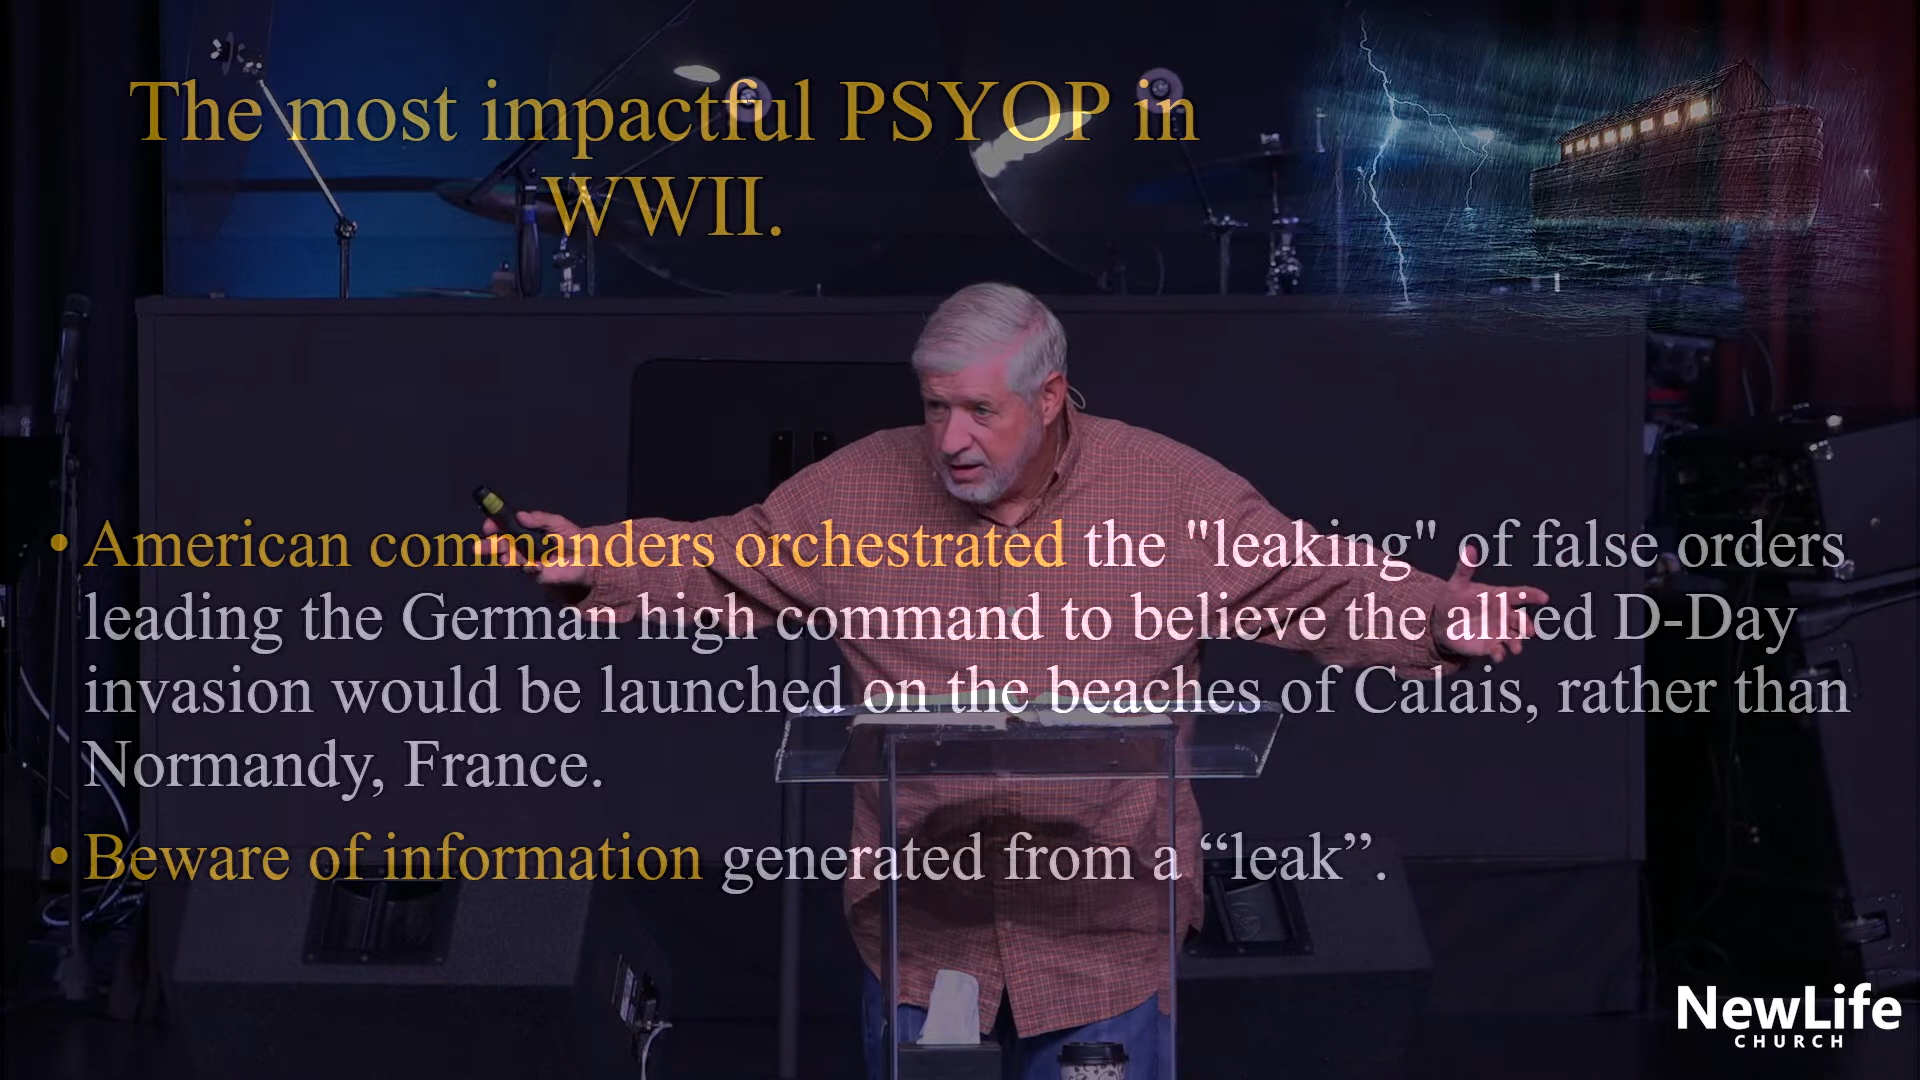 The most impactful PSYOP in
WWII.
• American commanders orchestrated the "leaking" of false orders
leading the German high command to believe the allied D-Day
invasion would be launched on the beaches of Calais, rather than
Normandy, France.
• Beware of information generated from a “leak”.
NewLife
CHURCH